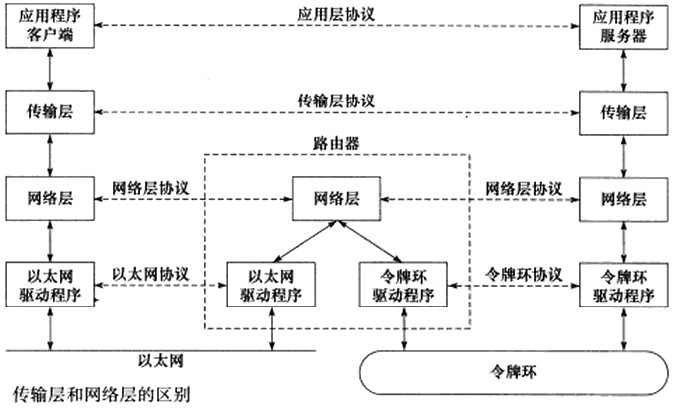 应用程序
客户端
应用层协议
应用程序
服务器
传输层
传输层协议
传输层
路由器
网络层
网络层协议
网络层
网络层协议
网络层
以太网
驱动程序
以太网协议
以太网
驱动程序
令牌环
驱动程序
令牌环协议
令牌环
驱动程序
以太网
令牌环
传输层和网络层的区别